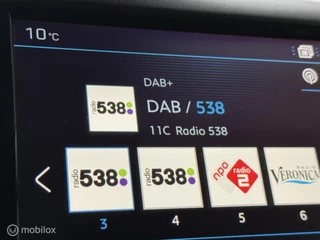 10°C
DAB+
radio 538
DAB / 538
11C Radio 538
radio 538
radio 538
npo radio 2
RADIO VERONICA
3
4
5
6
mobilox